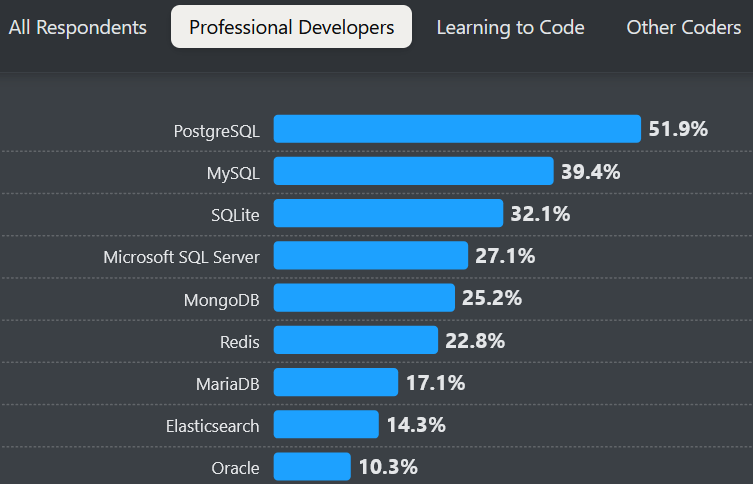 All Respondents Professional Developers Learning to Code Other Coders
PostgreSQL 51.9%
MySQL 39.4%
SQLite 32.1%
Microsoft SQL Server 27.1%
MongoDB 25.2%
Redis 22.8%
MariaDB 17.1%
Elasticsearch 14.3%
Oracle 10.3%